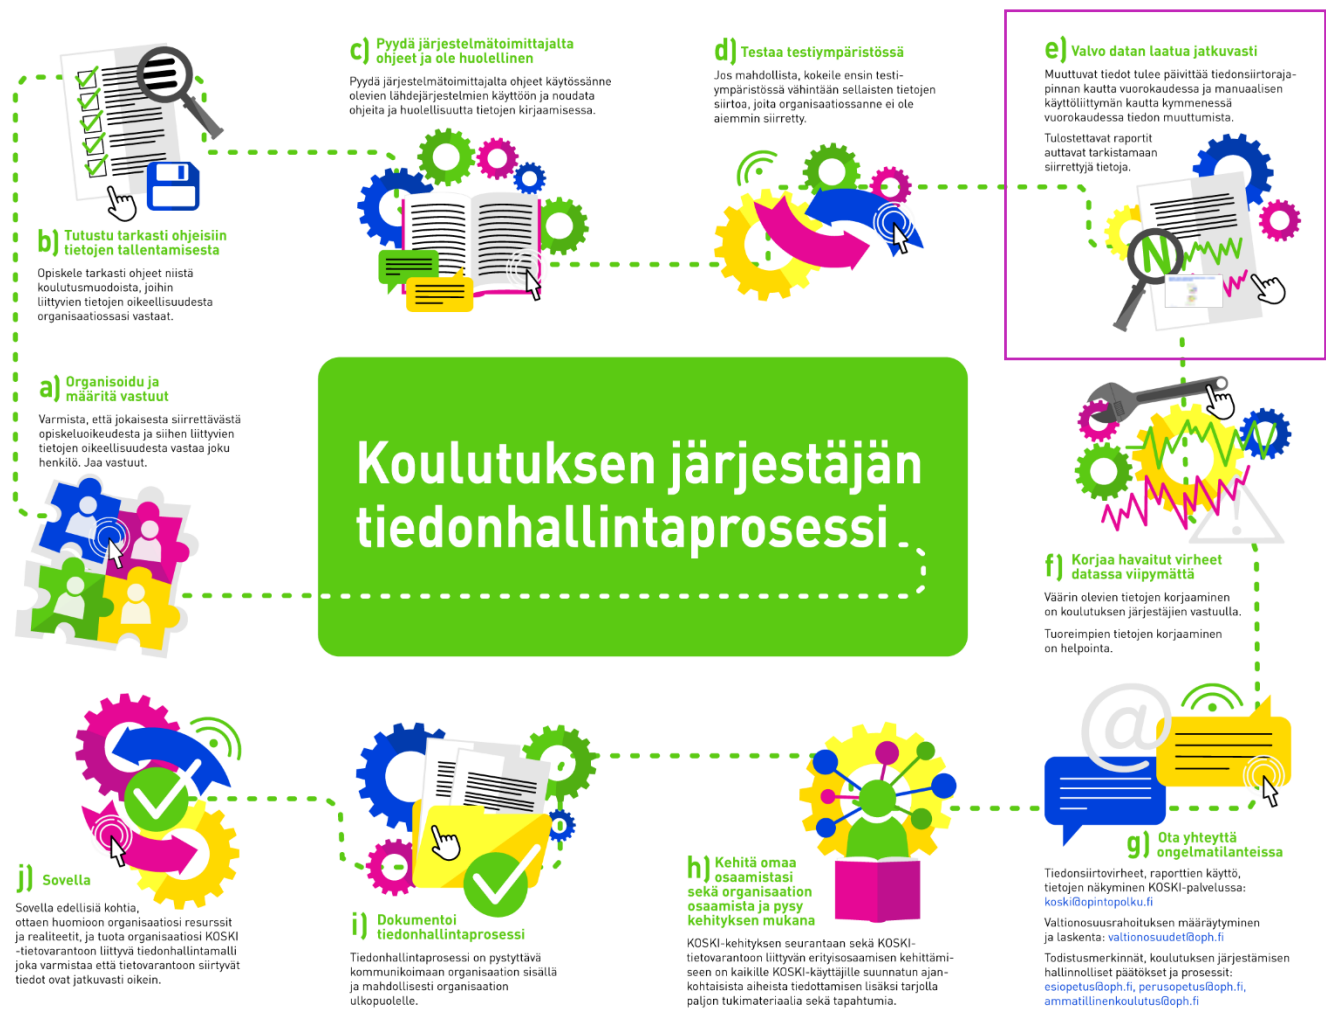 Koulutuksen järjestäjän
tiedonhallintaprosessi
a) Organisoidu ja
määritä vastuut
Varmista, että jokaisesta siirrettävästä
opiskeluoikeudesta ja siihen liittyvien
tietojen oikeellisuudesta vastaa joku
henkilö. Jaa vastuut.
b) Tutustu tarkasti ohjeisiin
tietojen tallentamisesta
Opiskele tarkasti ohjeet niistä
koulutusmuodoista, joihin
liittyvien tietojen oikeellisuudesta
organisaatiossasi vastaat.
c) Pyydä järjestelmätoimittajalta
ohjeet ja ole huolellinen
Pyydä järjestelmätoimittajalta ohjeet käytössänne
olevien lähdejärjestelmien käyttöön ja noudata
ohjeita ja huolellisuutta tietojen kirjaamisessa.
d) Testaa testiympäristössä
Jos mahdollista, kokeile ensin testi-
ympäristössä vähintään sellaisten tietojen
siirtoa, joita organisaatiossanne ei ole
aiemmin siirretty.
e) Valvo datan laatua jatkuvasti
Muuttuvat tiedot tulee päivittää tiedonsiirtoraja-
pinnan kautta vuorokaudessa ja manuaalisen
käyttöliittymän kautta kymmenessä
vuorokaudessa tiedon muuttumista.
Tulostettavat raportit
auttavat tarkistamaan
siirrettyjä tietoja.
N
f) Korjaa havaitut virheet
datassa viipymättä
Väärin olevien tietojen korjaaminen
on koulutuksen järjestäjien vastuulla.
Tuoreimpien tietojen korjaaminen
on helpointa.
@
g) Ota yhteyttä
ongelmatilanteissa
Tiedonsiirtovirheet, raporttien käyttö,
tietojen näkyminen KOSKI-palvelussa:
koski@opintopolku.fi
Valtionosuusrahoituksen määräytyminen
ja laskenta: valtionosuudet@oph.fi
Todistusmerkinnät, koulutuksen järjestämisen
hallinnolliset päätökset ja prosessit:
esiopetus@oph.fi, perusopetus@oph.fi,
ammatillinenkoulutus@oph.fi
h) Kehitä omaa
osaamistasi
sekä organisaation
osaamista ja pysy
kehityksen mukana
KOSKI-kehityksen seurantaan sekä KOSKI-
tietovarantoon liittyvän erityisosaamisen kehittämi-
seen on kaikille KOSKI-käyttäjille suunnatun ajan-
kohtaisista aiheista tiedottamisen lisäksi tarjolla
paljon tukimateriaalia sekä tapahtumia.
i) Dokumentoi
tiedonhallintaprosessi
Tiedonhallintaprosessi on pystyttävä
kommunikoimaan organisaation sisällä
ja mahdollisesti organisaation
ulkopuolelle.
j) Sovella
Sovella edellisiä kohtia,
ottaen huomioon organisaatiosi resurssit
ja realiteetit, ja tuota organisaatiosi KOSKI
-tietovarantoon liittyvä tiedonhallintamalli
joka varmistaa että tietovarantoon siirtyvät
tiedot ovat jatkuvasti oikein.